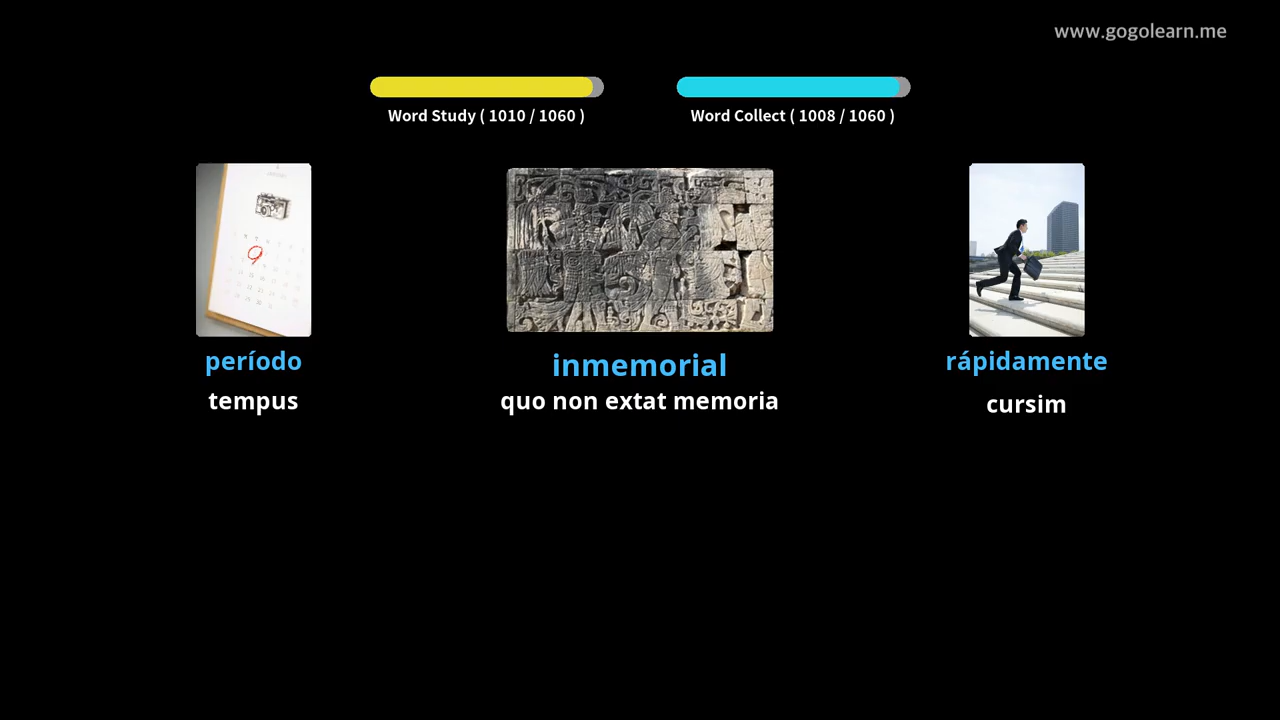 www.gogolearn.me
Word Study ( 1010 / 1060 )
Word Collect ( 1008 / 1060 )
período
inmemorial
rápidamente
tempus
quo non extat memoria
cursim